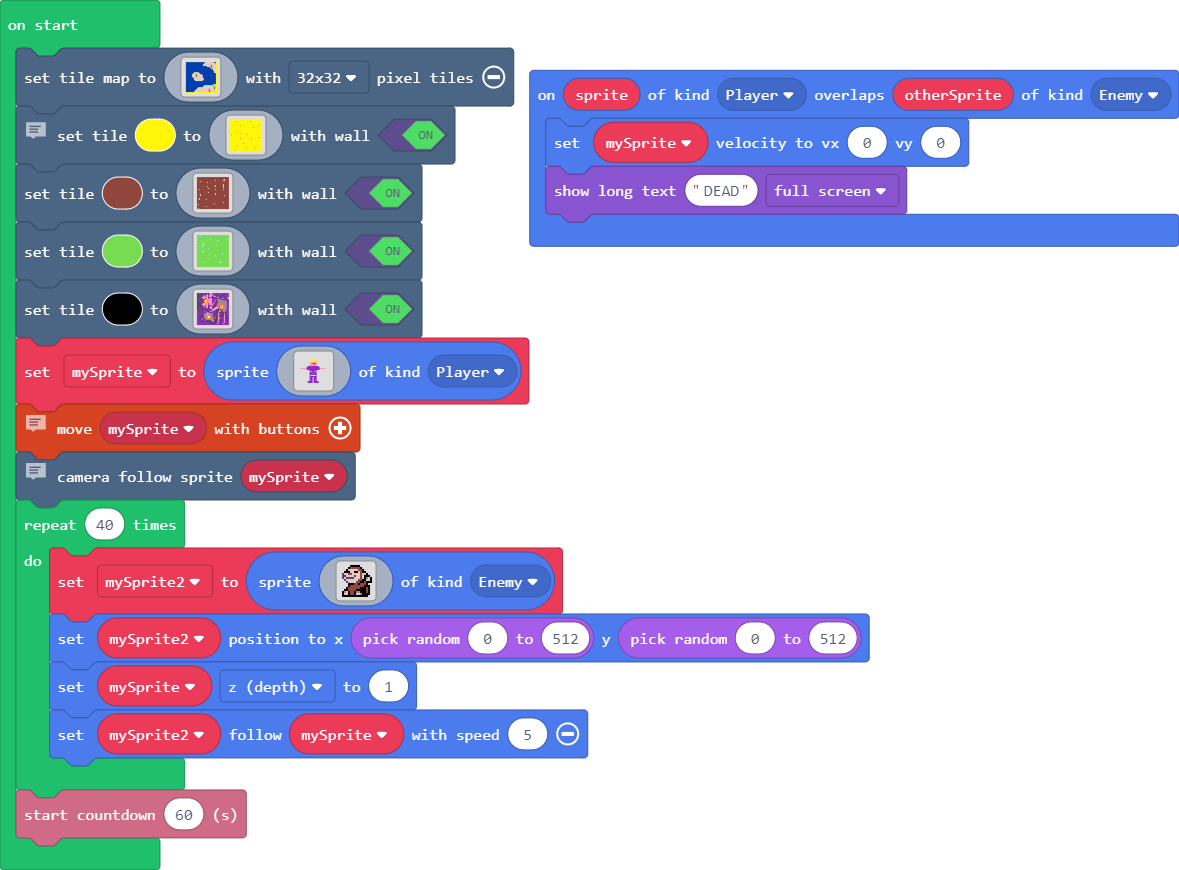 on start
set tile map to with 32x32 pixel tiles
set tile to with wall ON
set tile to with wall ON
set tile to with wall ON
set tile to with wall ON
set mySprite to sprite of kind Player
move mySprite with buttons
camera follow sprite mySprite
repeat 40 times
do
set mySprite2 to sprite of kind Enemy
set mySprite2 position to x pick random 0 to 512 y pick random 0 to 512
set mySprite z (depth) to 1
set mySprite2 follow mySprite with speed 5
start countdown 60 (s)
on sprite of kind Player overlaps otherSprite of kind Enemy
set mySprite velocity to vx 0 vy 0
show long text "DEAD" full screen